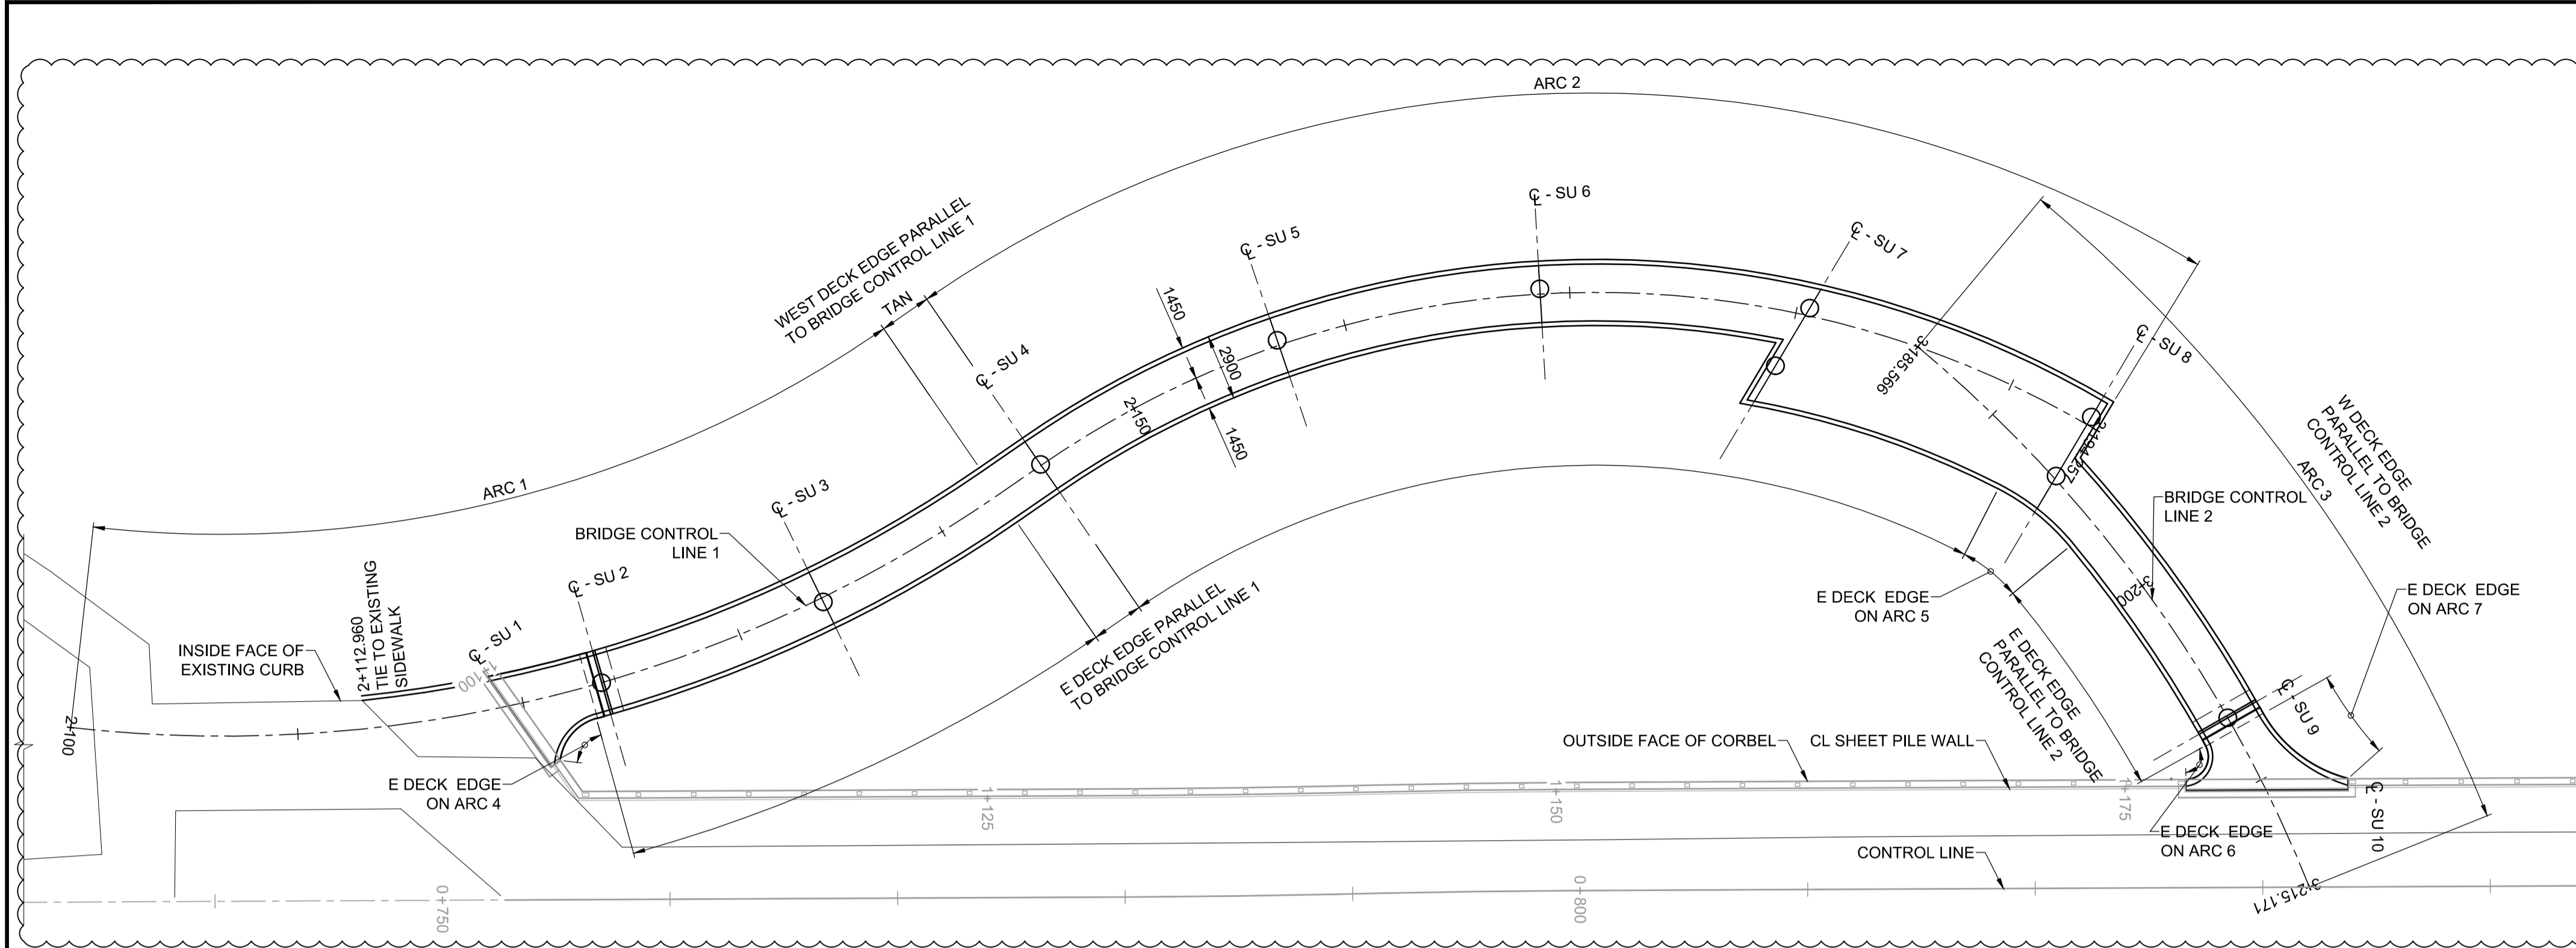 ARC 2
℄ - SU 6
℄ - SU 5
℄ - SU 7
WEST DECK EDGE PARALLEL
TO BRIDGE CONTROL LINE 1
TAN
1450
2900
1450
℄ - SU 4
2+150
3+185.566
℄ - SU 8
W DECK EDGE
PARALLEL TO BRIDGE
CONTROL LINE 2
ARC 3
ARC 1
℄ - SU 3
BRIDGE CONTROL
LINE 1
BRIDGE CONTROL
LINE 2
℄ - SU 2
2+112.960
TIE TO EXISTING
SIDEWALK
℄ - SU 1
INSIDE FACE OF
EXISTING CURB
2+100
E DECK EDGE PARALLEL
TO BRIDGE CONTROL LINE 1
E DECK EDGE
ON ARC 5
3+200
E DECK EDGE
ON ARC 7
E DECK EDGE
PARALLEL TO BRIDGE
CONTROL LINE 2
℄ - SU 9
OUTSIDE FACE OF CORBEL
CL SHEET PILE WALL
E DECK EDGE
ON ARC 4
1+125
1+150
1+175
℄ - SU 10
E DECK EDGE
ON ARC 6
CONTROL LINE
0+750
0+800
3+215.171